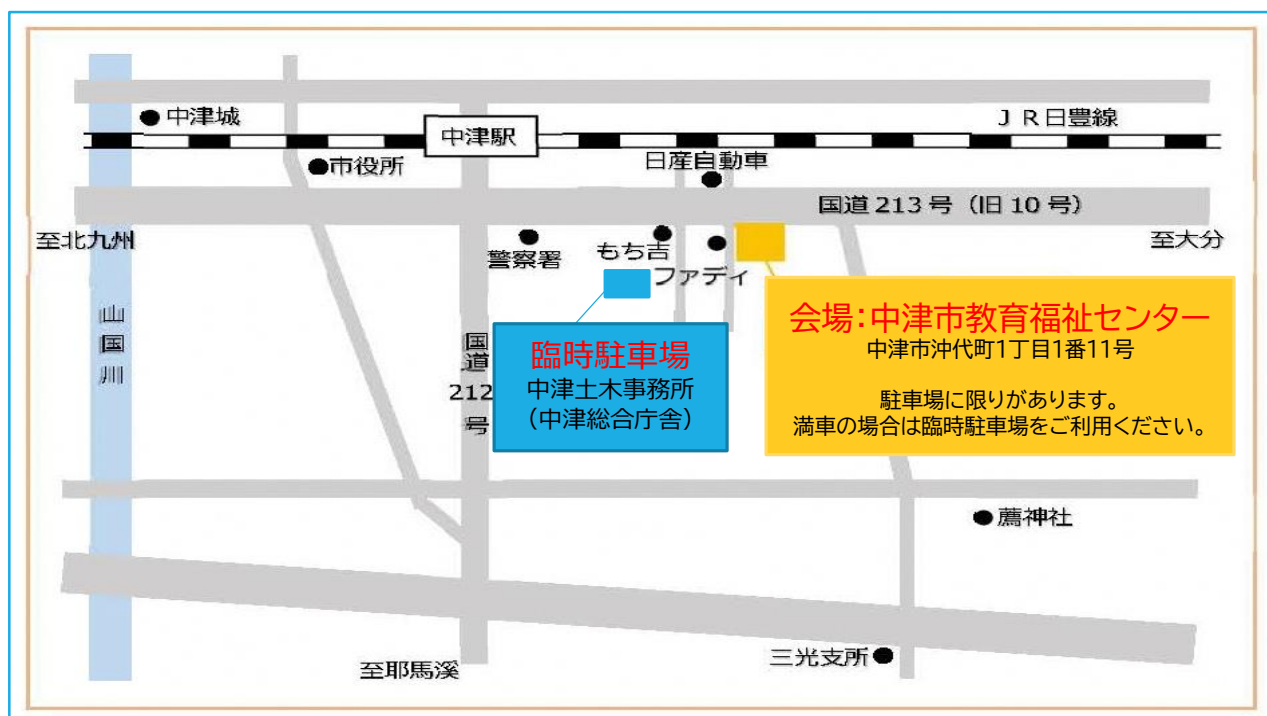 中津城
ＪＲ日豊線
中津駅
市役所
日産自動車
国道213号（旧10号）
至北九州
至大分
警察署
もち吉
ファディ
山国川
国道212号
臨時駐車場
中津土木事務所
（中津総合庁舎）
会場：中津市教育福祉センター
中津市沖代町1丁目1番11号
駐車場に限りがあります。
満車の場合は臨時駐車場をご利用ください。
薦神社
三光支所
至耶馬溪